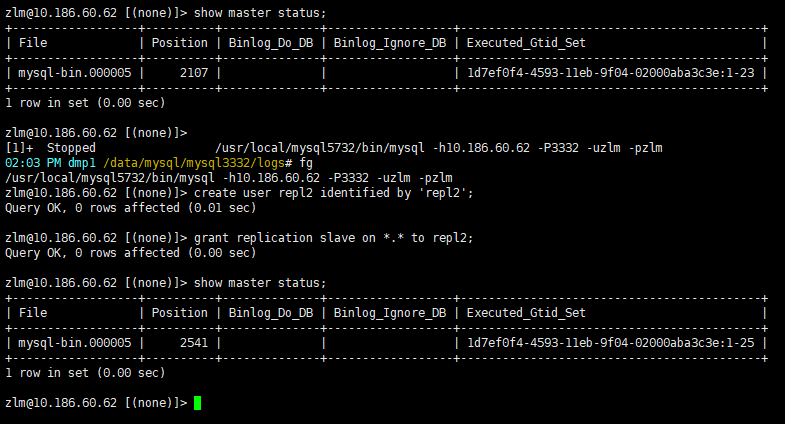 zlm@10.186.60.62 [(none)]> show master status;
+------------------+----------+--------------+------------------+-------------------------------------------+
| File             | Position | Binlog_Do_DB | Binlog_Ignore_DB | Executed_Gtid_Set                         |
+------------------+----------+--------------+------------------+-------------------------------------------+
| mysql-bin.000005 |     2107 |              |                  | 1d7ef0f4-4593-11eb-9f04-02000aba3c3e:1-23 |
+------------------+----------+--------------+------------------+-------------------------------------------+
1 row in set (0.00 sec)
zlm@10.186.60.62 [(none)]>
[1]+  Stopped                 /usr/local/mysql5732/bin/mysql -h10.186.60.62 -P3332 -uzlm -pzlm
02:03 PM dmp1 /data/mysql/mysql3332/logs# fg
/usr/local/mysql5732/bin/mysql -h10.186.60.62 -P3332 -uzlm -pzlm
zlm@10.186.60.62 [(none)]> create user repl2 identified by 'repl2';
Query OK, 0 rows affected (0.01 sec)
zlm@10.186.60.62 [(none)]> grant replication slave on *.* to repl2;
Query OK, 0 rows affected (0.00 sec)
zlm@10.186.60.62 [(none)]> show master status;
+------------------+----------+--------------+------------------+-------------------------------------------+
| File             | Position | Binlog_Do_DB | Binlog_Ignore_DB | Executed_Gtid_Set                         |
+------------------+----------+--------------+------------------+-------------------------------------------+
| mysql-bin.000005 |     2541 |              |                  | 1d7ef0f4-4593-11eb-9f04-02000aba3c3e:1-25 |
+------------------+----------+--------------+------------------+-------------------------------------------+
1 row in set (0.00 sec)
zlm@10.186.60.62 [(none)]>